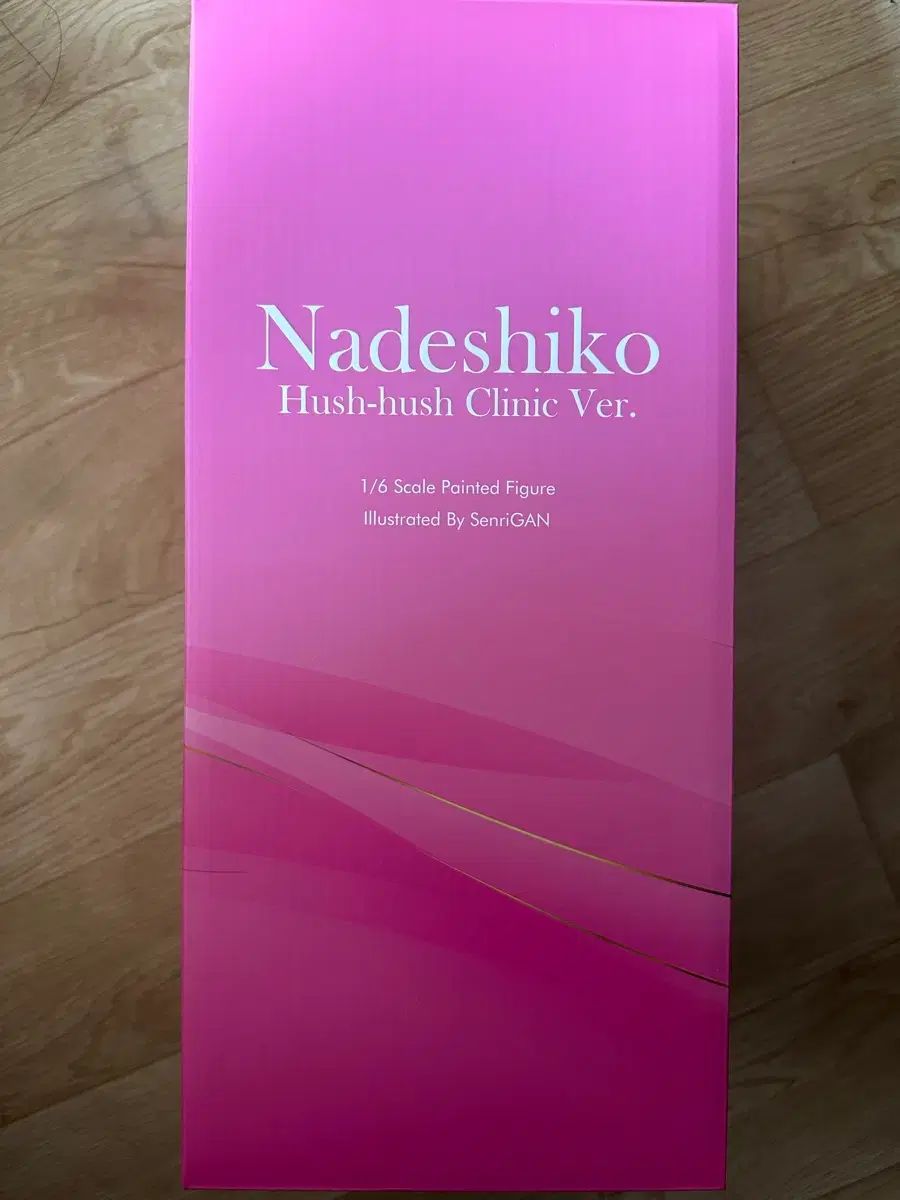 Nadeshiko
Hush-hush Clinic Ver.
1/6 Scale Painted Figure
Illustrated By SenriGAN